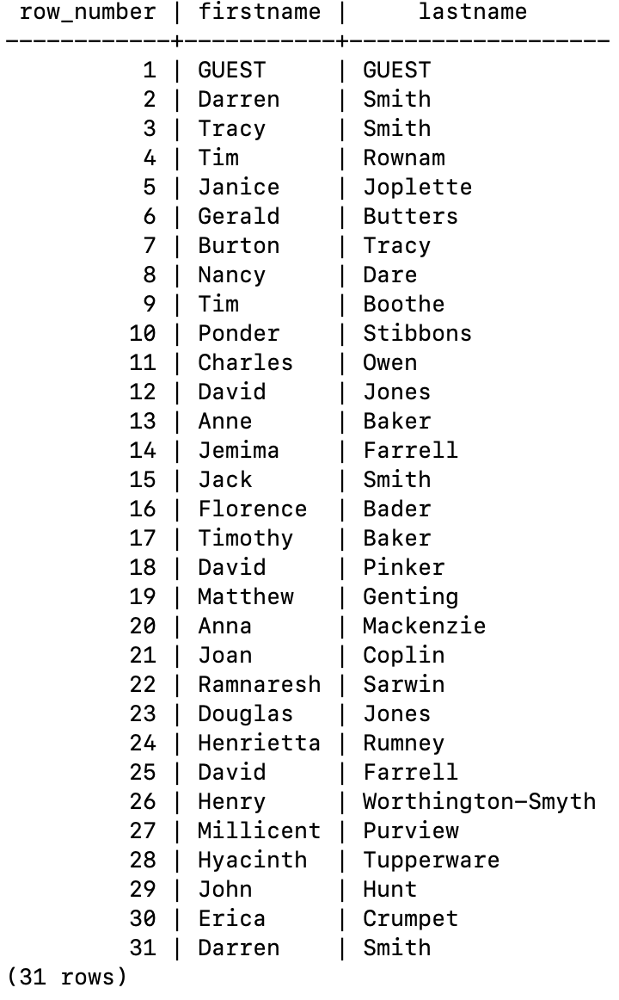 row_number | firstname |     lastname
------------+-----------+-------------------
          1 | GUEST     | GUEST
          2 | Darren    | Smith
          3 | Tracy     | Smith
          4 | Tim       | Rownam
          5 | Janice    | Joplette
          6 | Gerald    | Butters
          7 | Burton    | Tracy
          8 | Nancy     | Dare
          9 | Tim       | Boothe
         10 | Ponder    | Stibbons
         11 | Charles   | Owen
         12 | David     | Jones
         13 | Anne      | Baker
         14 | Jemima    | Farrell
         15 | Jack      | Smith
         16 | Florence  | Bader
         17 | Timothy   | Baker
         18 | David     | Pinker
         19 | Matthew   | Genting
         20 | Anna      | Mackenzie
         21 | Joan      | Coplin
         22 | Ramnaresh | Sarwin
         23 | Douglas   | Jones
         24 | Henrietta | Rumney
         25 | David     | Farrell
         26 | Henry     | Worthington-Smyth
         27 | Millicent | Purview
         28 | Hyacinth  | Tupperware
         29 | John      | Hunt
         30 | Erica     | Crumpet
         31 | Darren    | Smith
(31 rows)